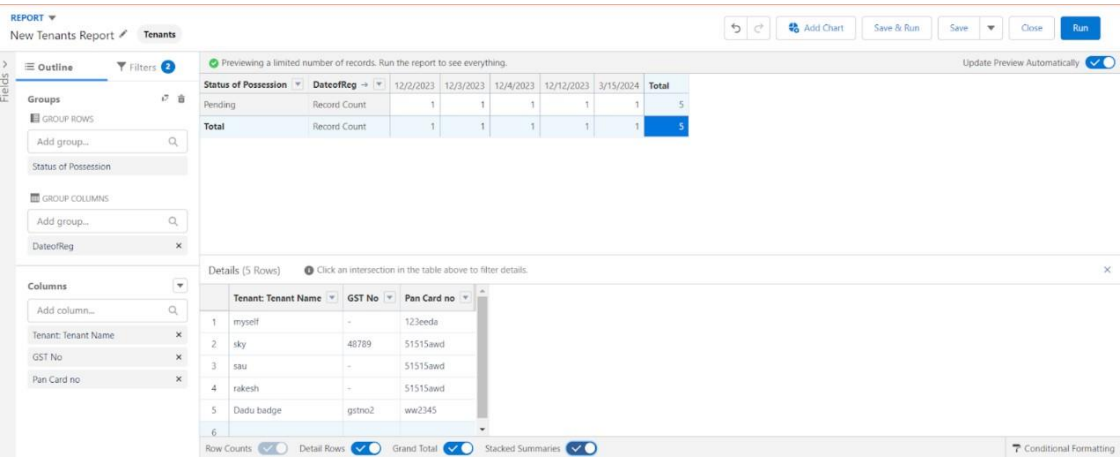 REPORT
New Tenants Report Tenants
Add Chart Save & Run Save Close Run
Fields
Outline Filters 2
Previewing a limited number of records. Run the report to see everything.
Update Preview Automatically
Groups
GROUP ROWS
Add group...
Status of Possession
GROUP COLUMNS
Add group...
DateofReg
Columns
Add column...
Tenant: Tenant Name
GST No
Pan Card no
Status of Possession DateofReg → 12/2/2023 12/3/2023 12/4/2023 12/12/2023 3/15/2024 Total
Pending Record Count 1 1 1 1 1 5
Total Record Count 1 1 1 1 1 5
Details (5 Rows) Click an intersection in the table above to filter details.
Tenant: Tenant Name GST No Pan Card no
1 myself - 123eeda
2 sky 48789 51515awd
3 sau - 51515awd
4 rakesh - 51515awd
5 Dadu badge gstno2 ww2345
6
Row Counts Detail Rows Grand Total Stacked Summaries Conditional Formatting